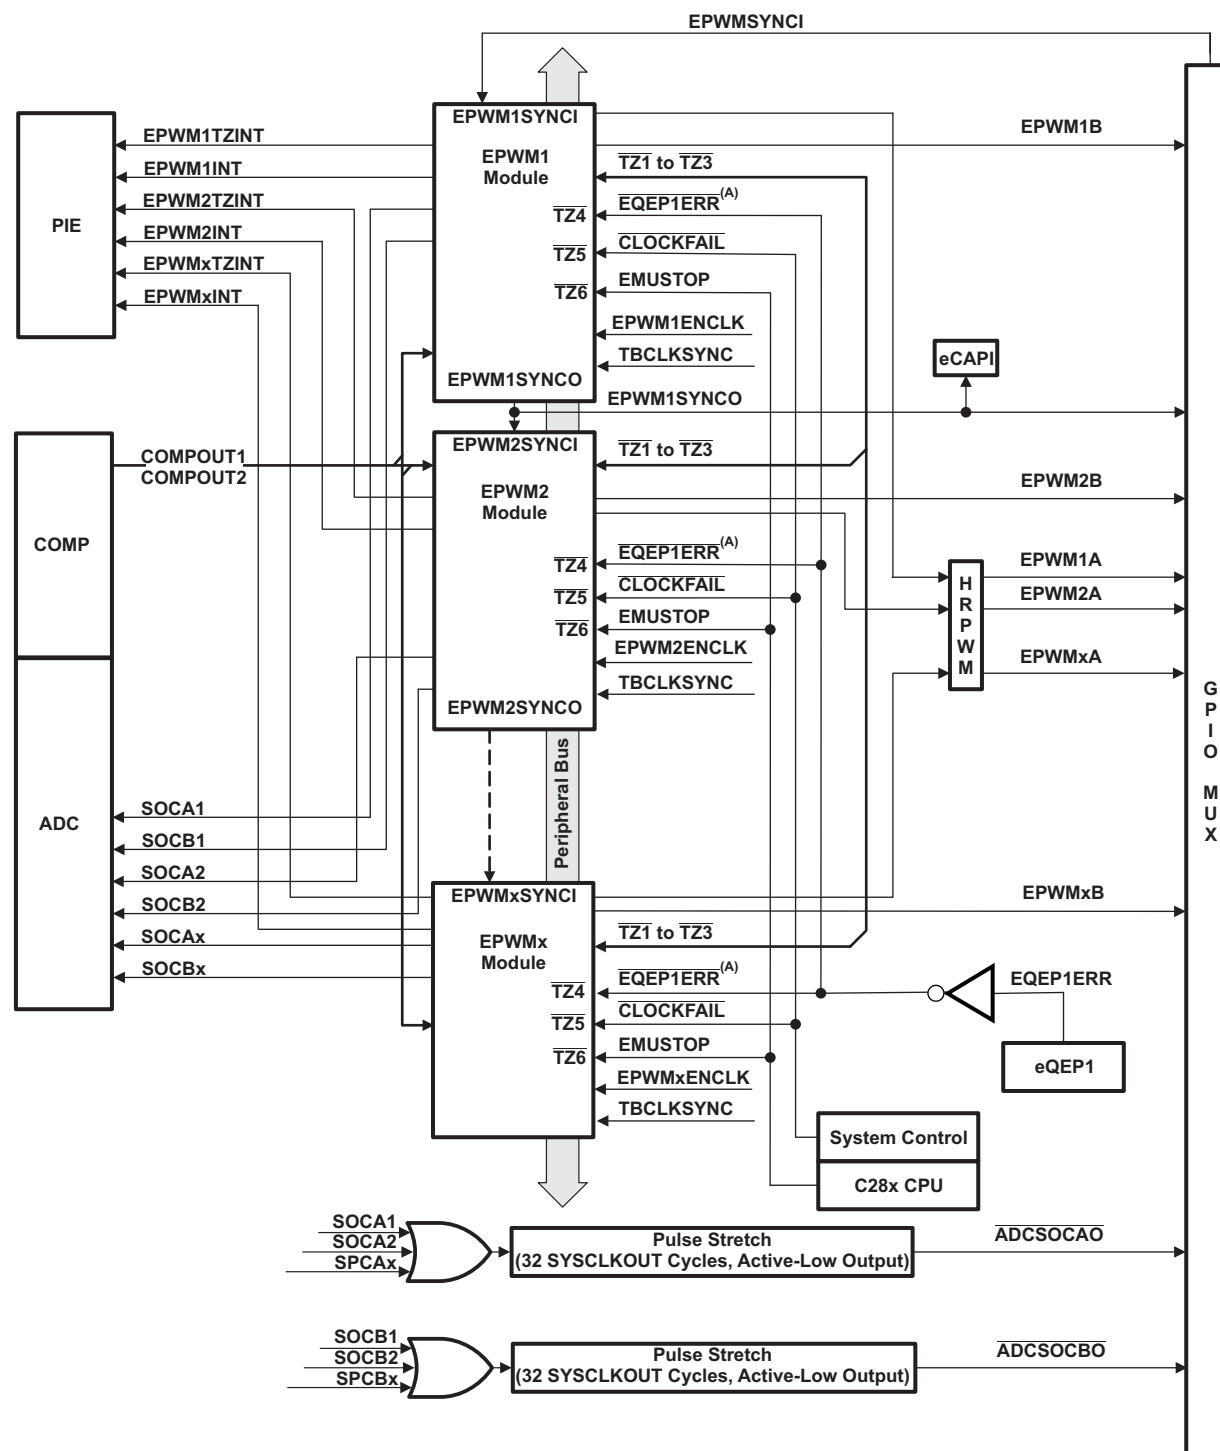 EPWMSYNCI
EPWM1SYNCI
EPWM1
Module
TZ4
TZ5
TZ6
EPWM1SYNCO
PIE
EPWM1TZINT
EPWM1INT
EPWM2TZINT
EPWM2INT
EPWMxTZINT
EPWMxINT
EPWM1B
TZ1 to TZ3
EQEP1ERR(A)
CLOCKFAIL
EMUSTOP
EPWM1ENCLK
TBCLKSYNC
eCAPI
EPWM1SYNCO
COMP
COMPOUT1
COMPOUT2
EPWM2SYNCI
EPWM2
Module
TZ4
TZ5
TZ6
EPWM2SYNCO
TZ1 to TZ3
EPWM2B
EQEP1ERR(A)
CLOCKFAIL
EMUSTOP
EPWM2ENCLK
TBCLKSYNC
HRPWM
EPWM1A
EPWM2A
EPWMxA
GPIO MUX
Peripheral Bus
ADC
SOCA1
SOCB1
SOCA2
SOCB2
SOCAx
SOCBx
EPWMxSYNCI
EPWMx
Module
TZ4
TZ5
TZ6
EPWMxB
TZ1 to TZ3
EQEP1ERR(A)
CLOCKFAIL
EMUSTOP
EPWMxENCLK
TBCLKSYNC
EQEP1ERR
eQEP1
System Control
C28x CPU
SOCA1
SOCA2
SPCAx
Pulse Stretch
(32 SYSCLKOUT Cycles, Active-Low Output)
ADCSOCAO
SOCB1
SOCB2
SPCBx
Pulse Stretch
(32 SYSCLKOUT Cycles, Active-Low Output)
ADCSOCBO